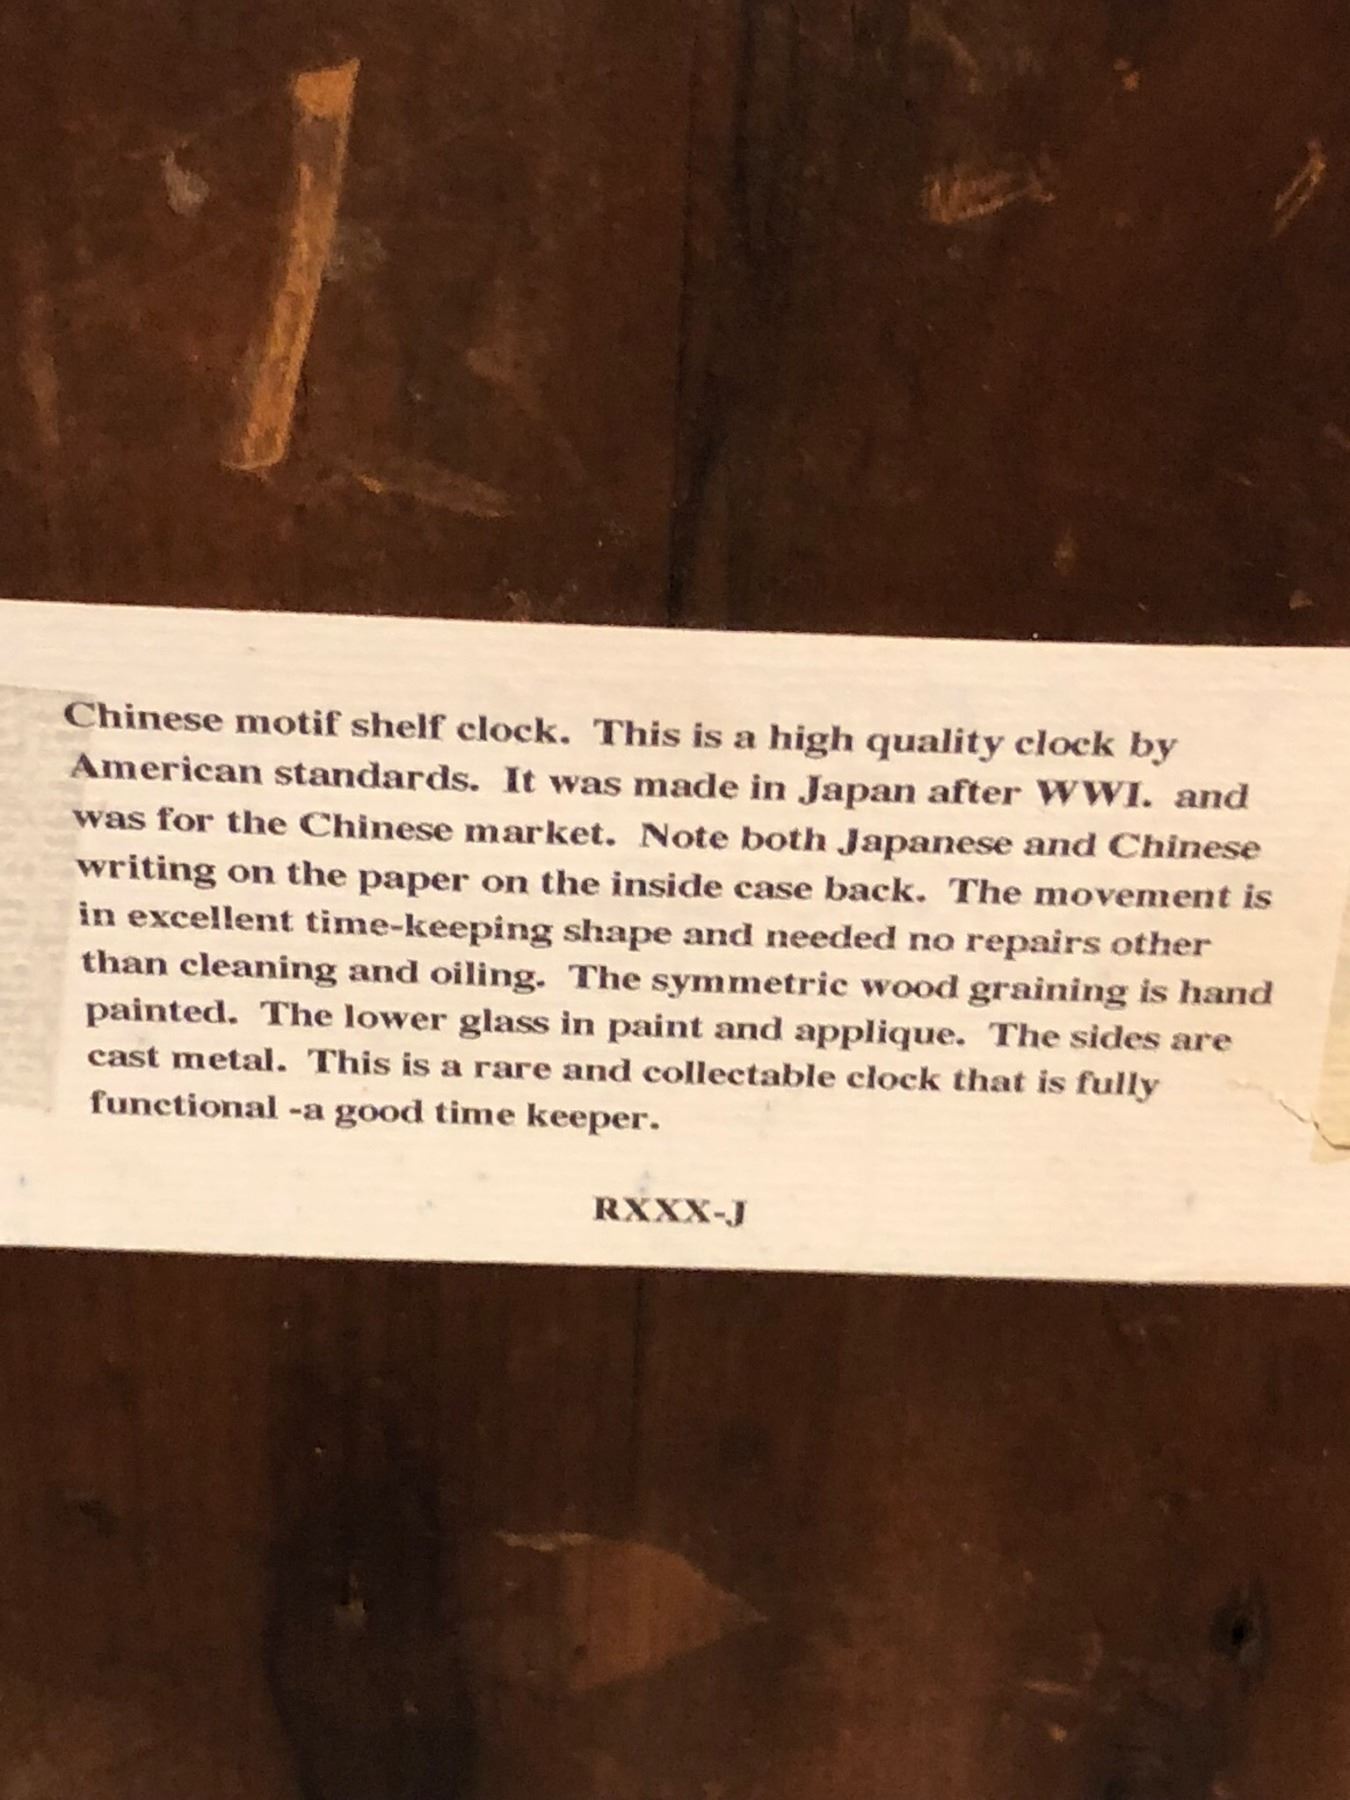 Chinese motif shelf clock.  This is a high quality clock by
American standards.  It was made in Japan after WWI.  and
was for the Chinese market.  Note both Japanese and Chinese
writing on the paper on the inside case back.  The movement is
in excellent time-keeping shape and needed no repairs other
than cleaning and oiling.  The symmetric wood graining is hand
painted.  The lower glass in paint and applique.  The sides are
cast metal.  This is a rare and collectable clock that is fully
functional -a good time keeper.
RXXX-J